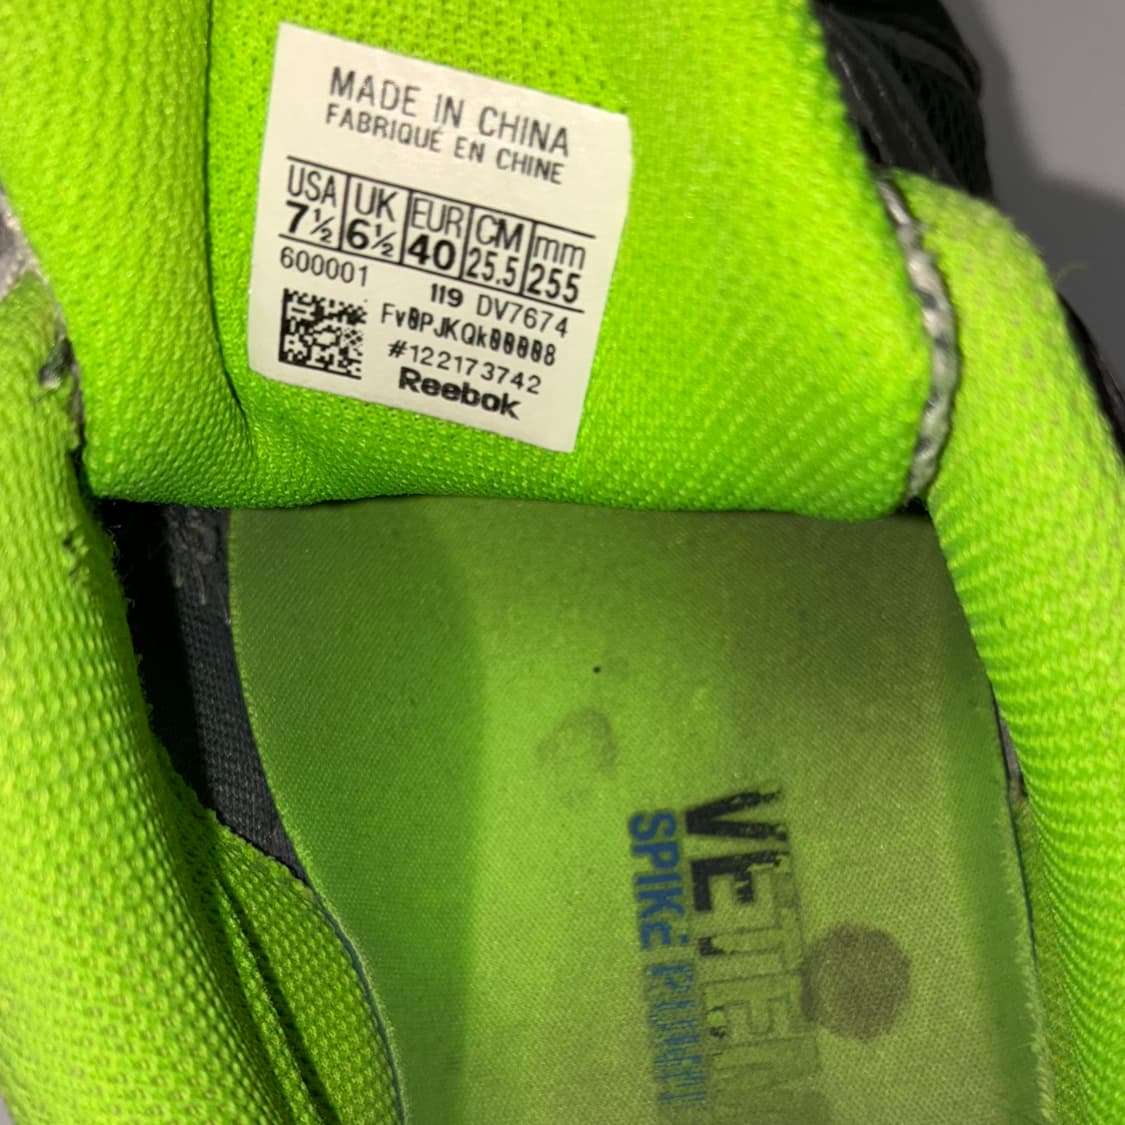 MADE IN CHINA
FABRIQUÉ EN CHINE
USA UK EUR CM mm
7½ 6½ 40 25.5 255
600001 119 DV7674
#122173742
Reebok
SPIKE